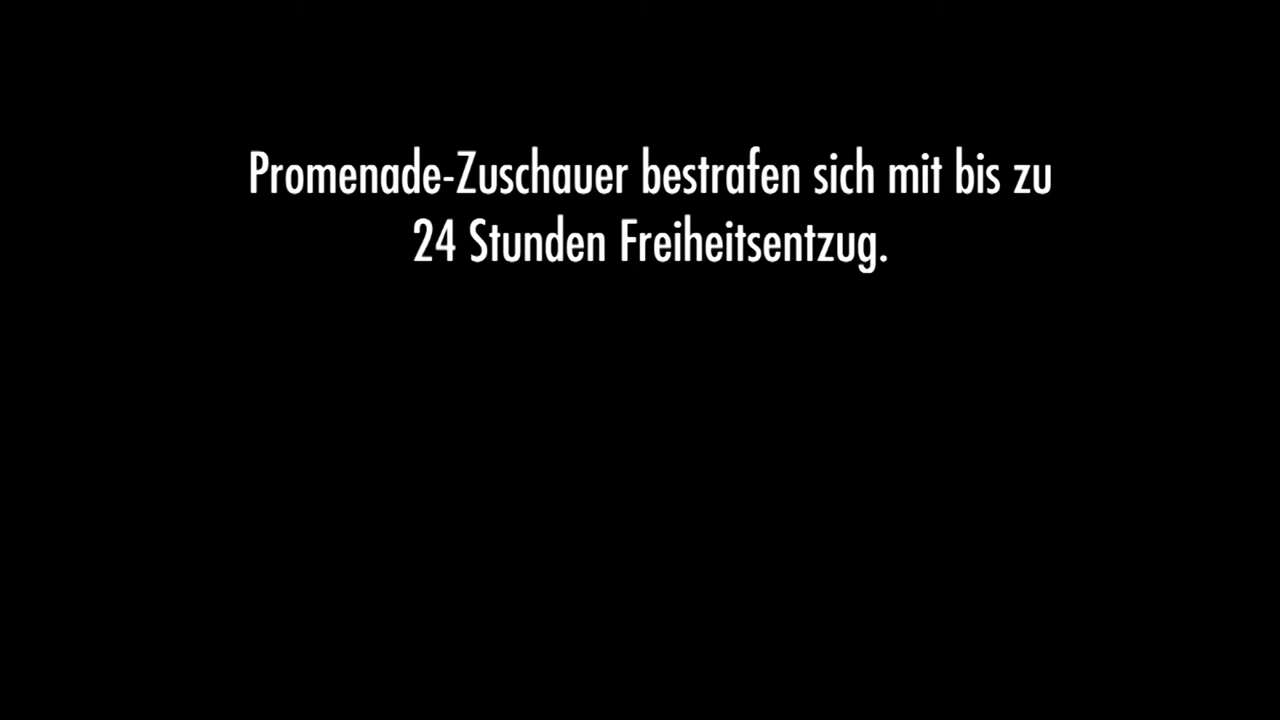 Promenade-Zuschauer bestrafen sich mit bis zu
24 Stunden Freiheitsentzug.